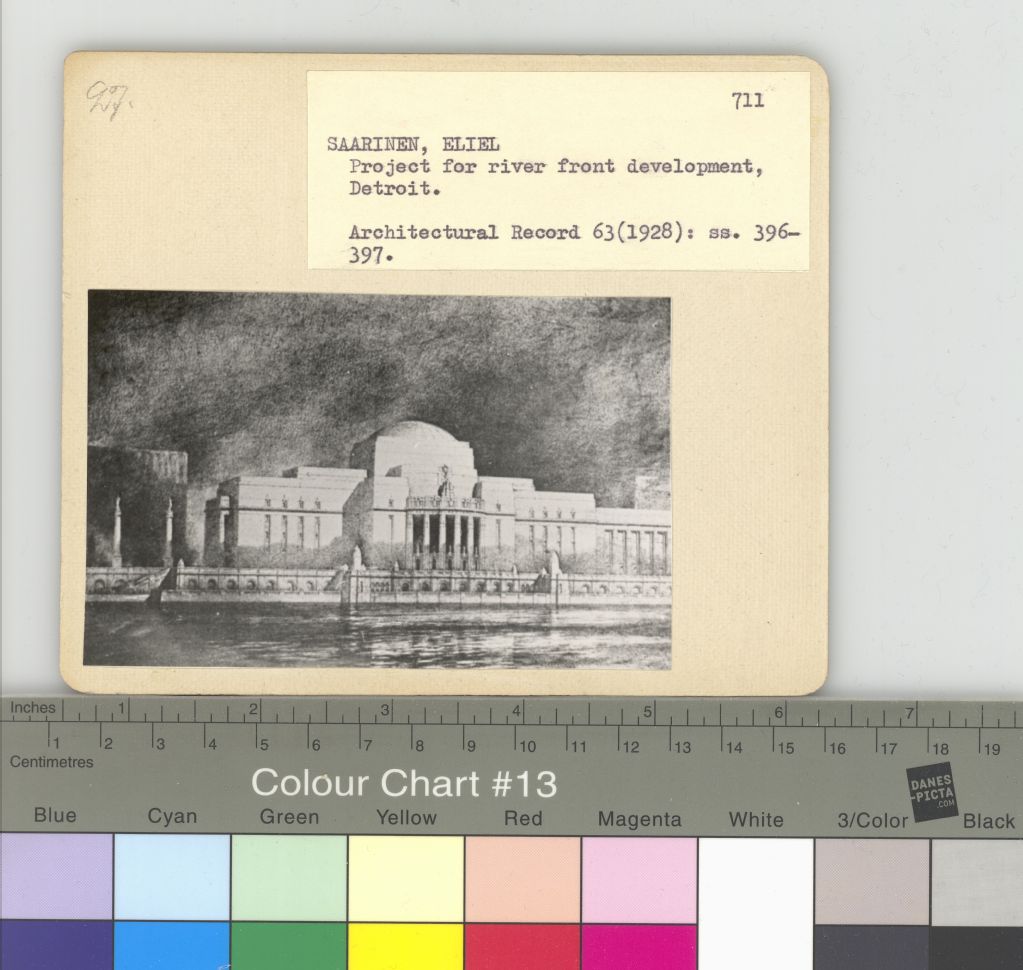 711
SAARINEN, ELIEL
Project for river front development,
Detroit.
Architectural Record 63(1928): ss. 396-
397.
Inches 1 2 3 4 5 6 7
1 2 3 4 5 6 7 8 9 10 11 12 13 14 15 16 17 18 19
Centimetres
Colour Chart #13
DANES
-PICTA
.COM
Blue Cyan Green Yellow Red Magenta White 3/Color Black